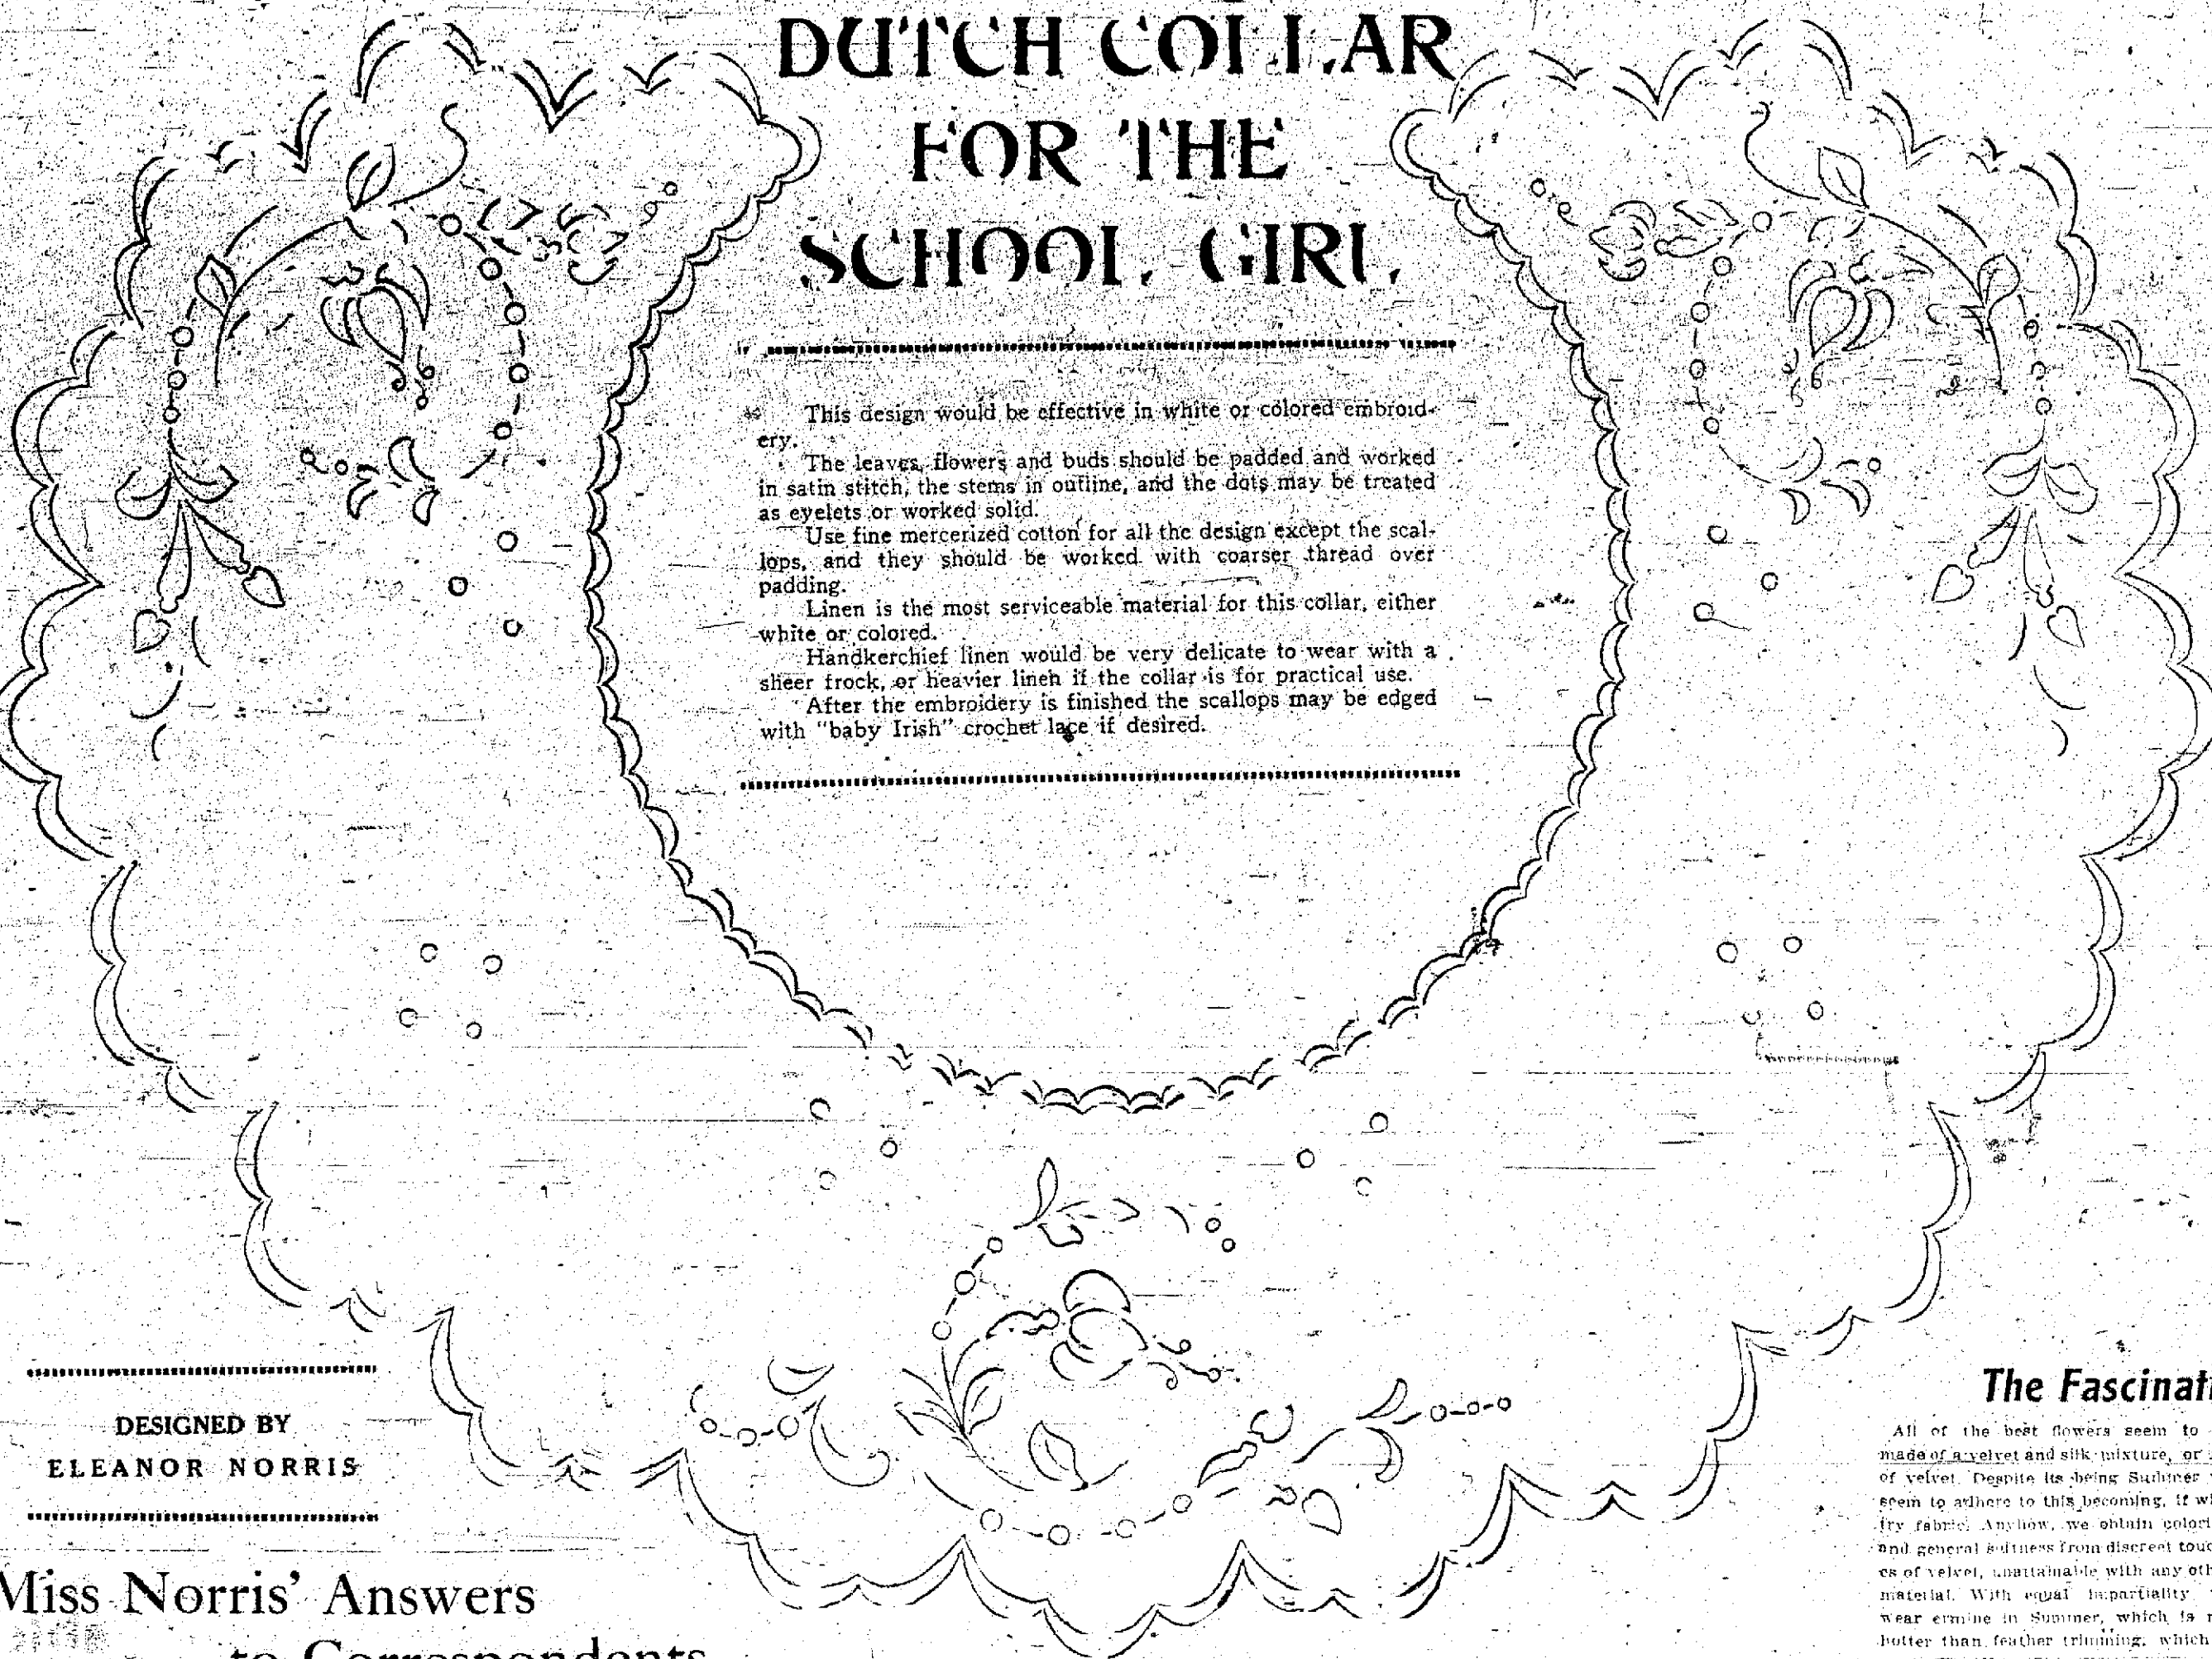 DUTCH COLLAR
FOR THE
SCHOOL GIRL
This design would be effective in white or colored embroid-
ery.
The leaves, flowers and buds should be padded and worked
in satin stitch, the stems in outline, and the dots may be treated
as eyelets or worked solid.
Use fine mercerized cotton for all the design except the scal-
lops, and they should be worked with coarser thread over
padding.
Linen is the most serviceable material for this collar, either
white or colored.
Handkerchief linen would be very delicate to wear with a
sheer frock, or heavier linen if the collar is for practical use.
After the embroidery is finished the scallops may be edged
with "baby Irish" crochet lace if desired.
DESIGNED BY
ELEANOR NORRIS
Miss Norris' Answers
to Correspondents
The Fascinati
All of the best flowers seem to
made of a velvet and silk mixture, or
of velvet. Despite its being Summer
seem to adhere to this becoming, if
try fabric. Anyhow, we obtain colori
and general softness from discreet touc
es of velvet, unattainable with any oth
material. With equal impartiality
wear ermine in Summer, which is
hotter than feather trimming, which